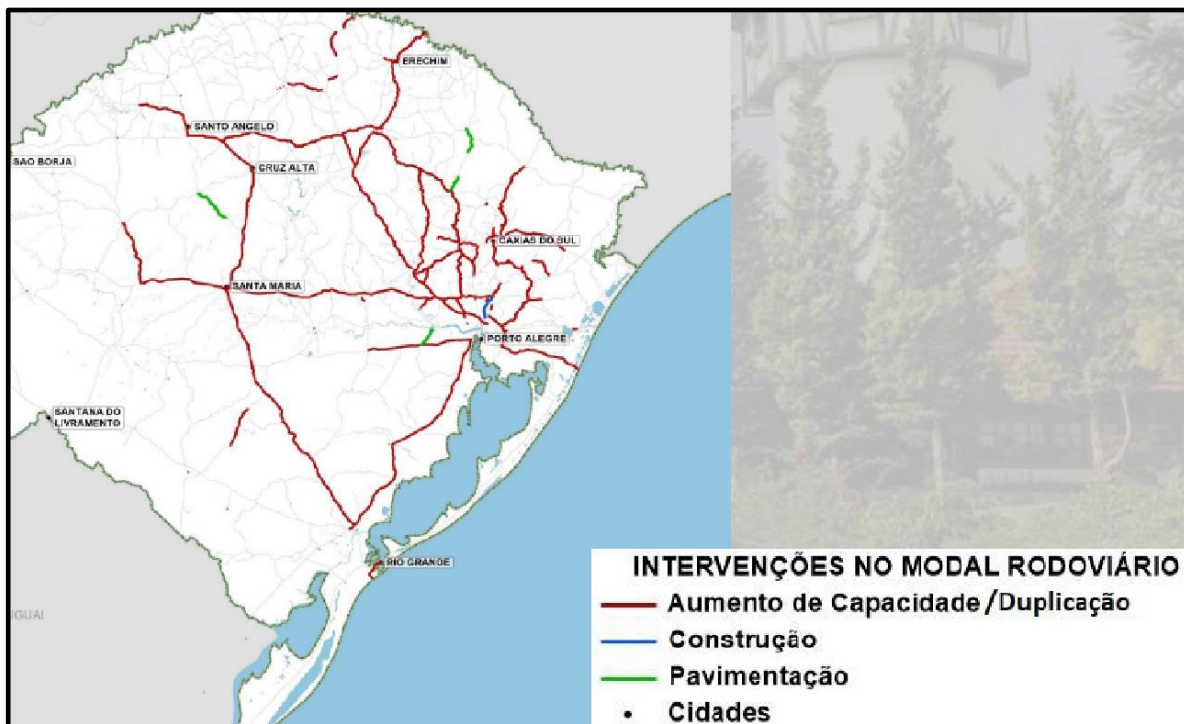 ERECHIM
SANTO ANGELO
SAO BORJA
CRUZ ALTA
CAXIAS DO SUL
SANTA MARIA
PORTO ALEGRE
SANTANA DO
LIVRAMENTO
RIO GRANDE
UGUAI
INTERVENÇÕES NO MODAL RODOVIÁRIO
Aumento de Capacidade/Duplicação
Construção
Pavimentação
Cidades